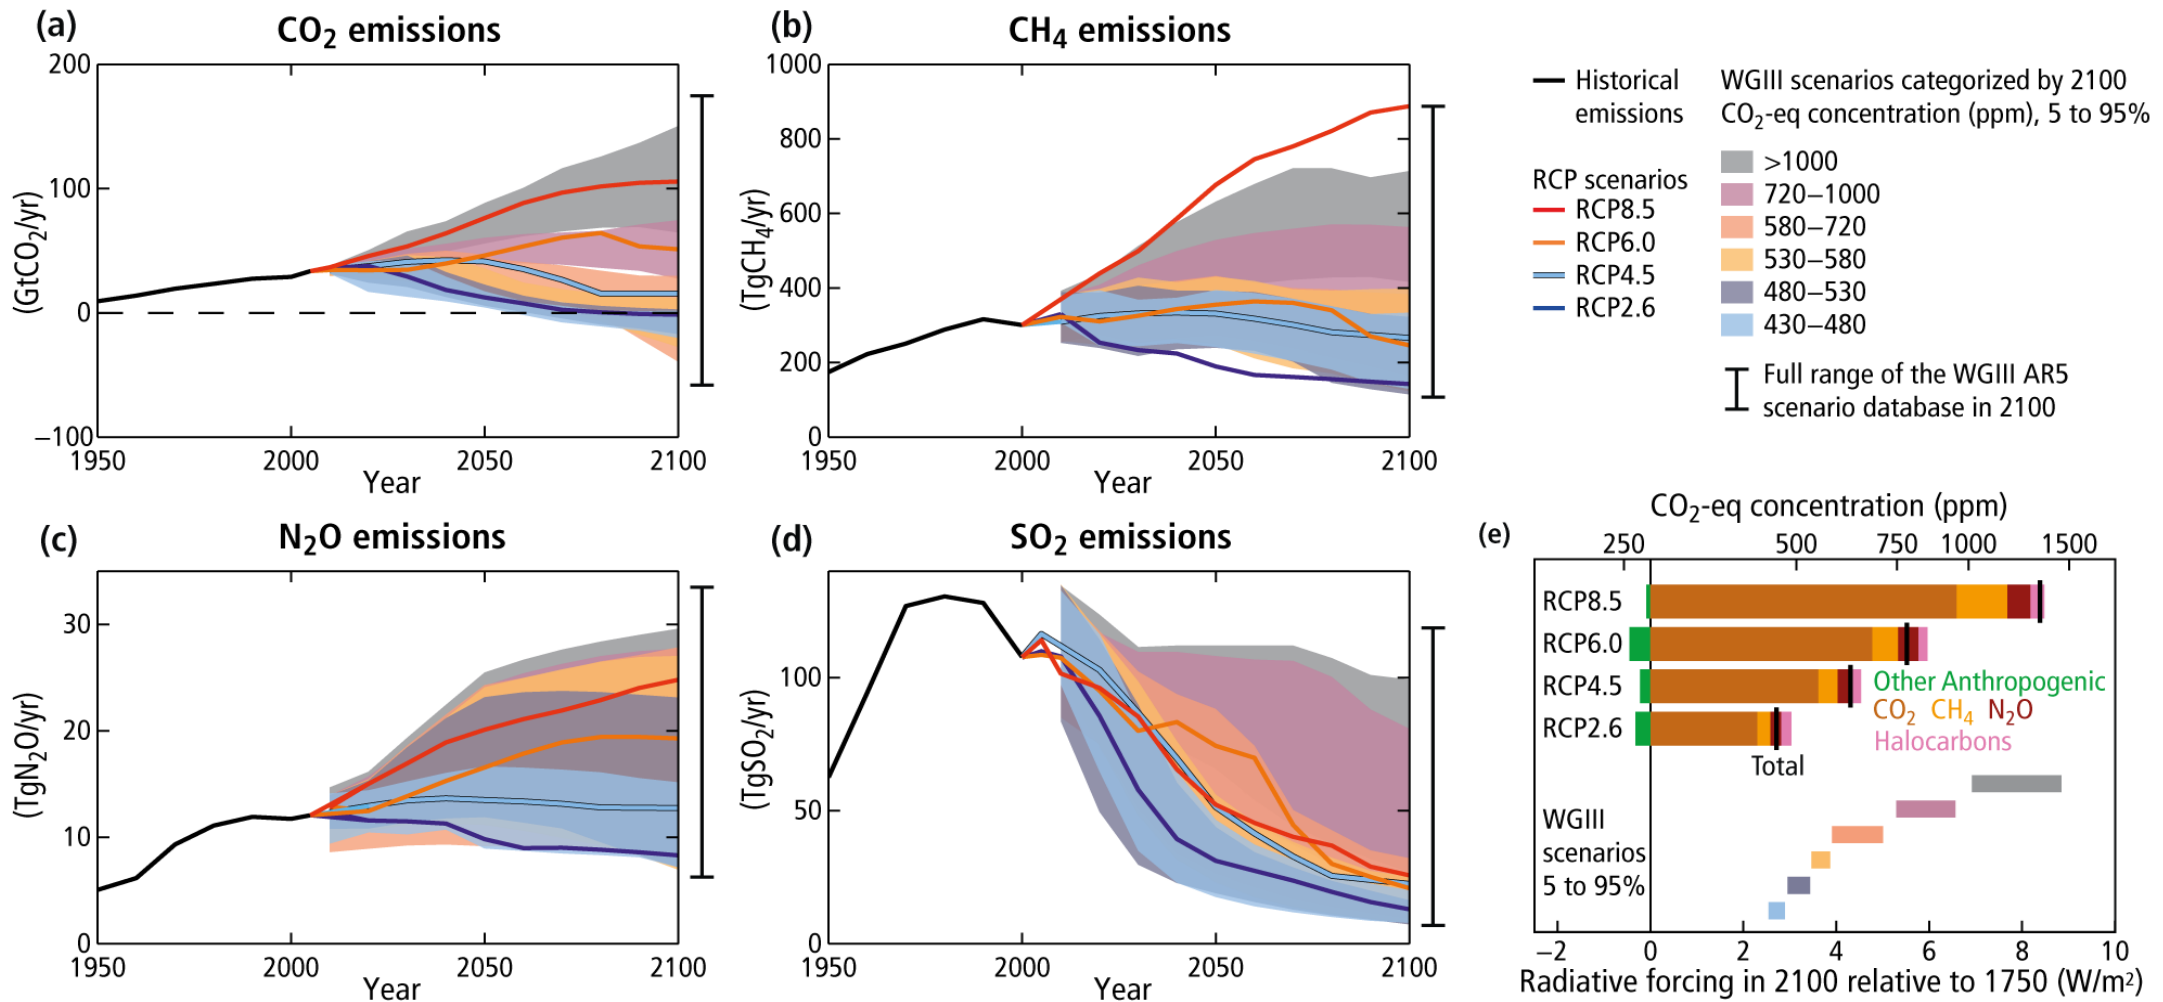 (a)
CO2 emissions
200
100
0
−100
(GtCO2/yr)
1950
2000
2050
2100
Year
(b)
CH4 emissions
1000
800
600
400
200
0
(TgCH4/yr)
1950
2000
2050
2100
Year
Historical
emissions
RCP scenarios
RCP8.5
RCP6.0
RCP4.5
RCP2.6
WGIII scenarios categorized by 2100
CO2-eq concentration (ppm), 5 to 95%
>1000
720−1000
580−720
530−580
480−530
430−480
Full range of the WGIII AR5
scenario database in 2100
(c)
N2O emissions
30
20
10
0
(TgN2O/yr)
1950
2000
2050
2100
Year
(d)
SO2 emissions
100
50
0
(TgSO2/yr)
1950
2000
2050
2100
Year
(e)
CO2-eq concentration (ppm)
250
500
750
1000
1500
RCP8.5
RCP6.0
RCP4.5
RCP2.6
Other Anthropogenic
CO2 CH4 N2O
Halocarbons
Total
WGIII
scenarios
5 to 95%
−2
0
2
4
6
8
10
Radiative forcing in 2100 relative to 1750 (W/m2)